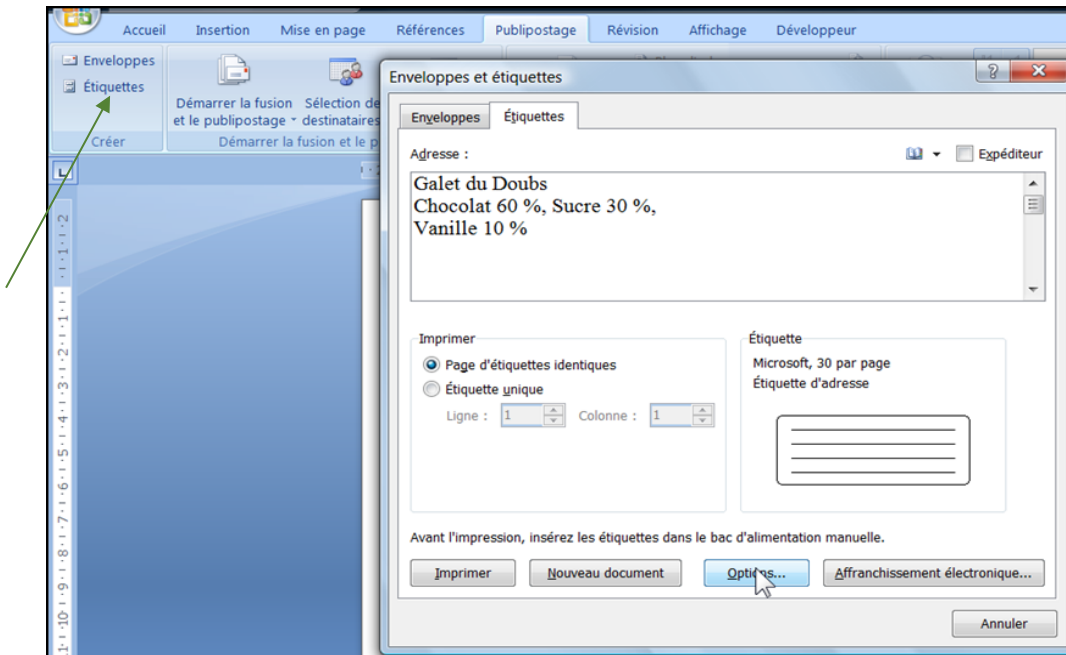 Accueil Insertion Mise en page Références Publipostage Révision Affichage Développeur
Enveloppes
Étiquettes
Créer
Démarrer la fusion
et le publipostage
Sélection de
destinataires
Démarrer la fusion et le p
Enveloppes et étiquettes
Enveloppes Étiquettes
Adresse :
Expéditeur
Galet du Doubs
Chocolat 60 %, Sucre 30 %,
Vanille 10 %
Imprimer
Page d'étiquettes identiques
Étiquette unique
Ligne : 1 Colonne : 1
Étiquette
Microsoft, 30 par page
Étiquette d'adresse
Avant l'impression, insérez les étiquettes dans le bac d'alimentation manuelle.
Imprimer Nouveau document Options... Affranchissement électronique...
Annuler